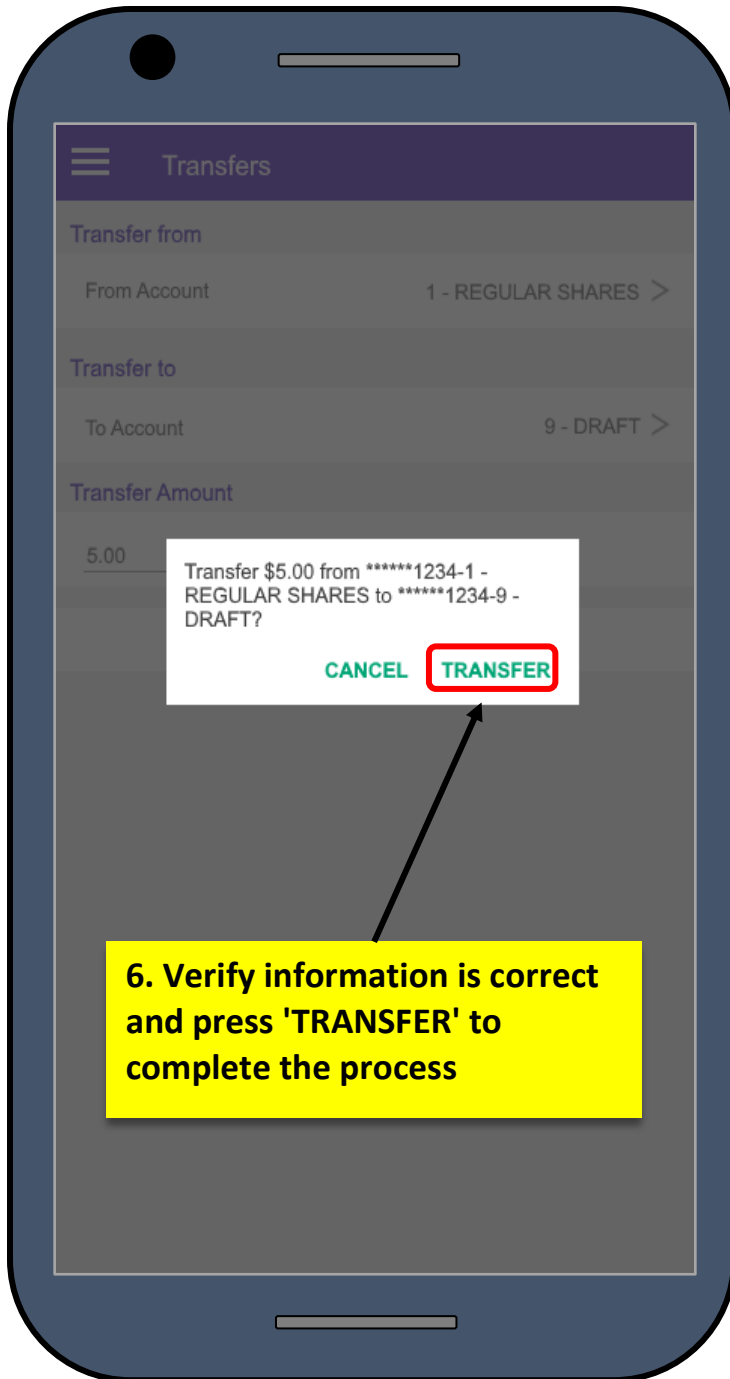 Transfers
Transfer from
From Account 1 - REGULAR SHARES >
Transfer to
To Account 9 - DRAFT >
Transfer Amount
5.00
Transfer $5.00 from ******1234-1 -
REGULAR SHARES to ******1234-9 -
DRAFT?
CANCEL TRANSFER
6. Verify information is correct
and press 'TRANSFER' to
complete the process